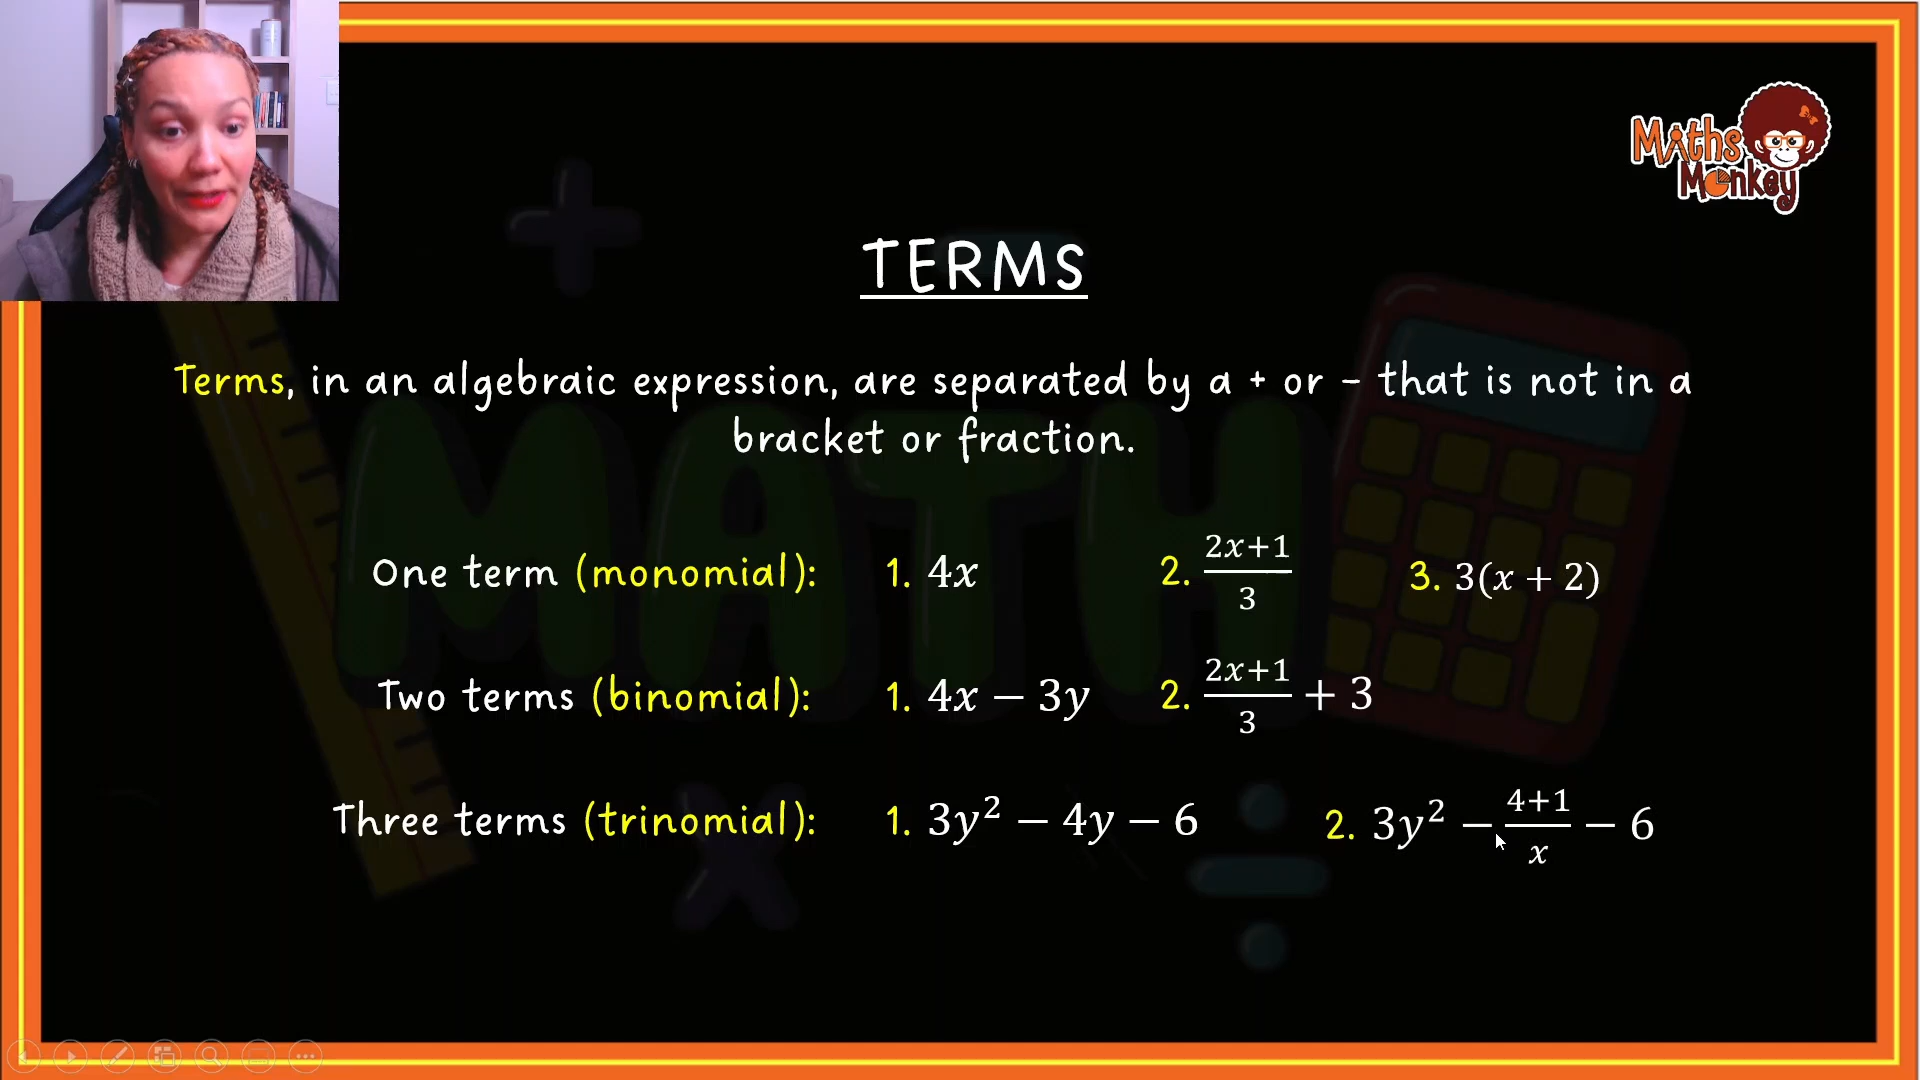 Maths
Monkey
TERMS
Terms, in an algebraic expression, are separated by a + or - that is not in a
bracket or fraction.
One term (monomial): 1. 4x 2. (2x+1)/3 3. 3(x + 2)
Two terms (binomial): 1. 4x − 3y 2. (2x+1)/3 + 3
Three terms (trinomial): 1. 3y² − 4y − 6 2. 3y² − (4+1)/x − 6
MATH